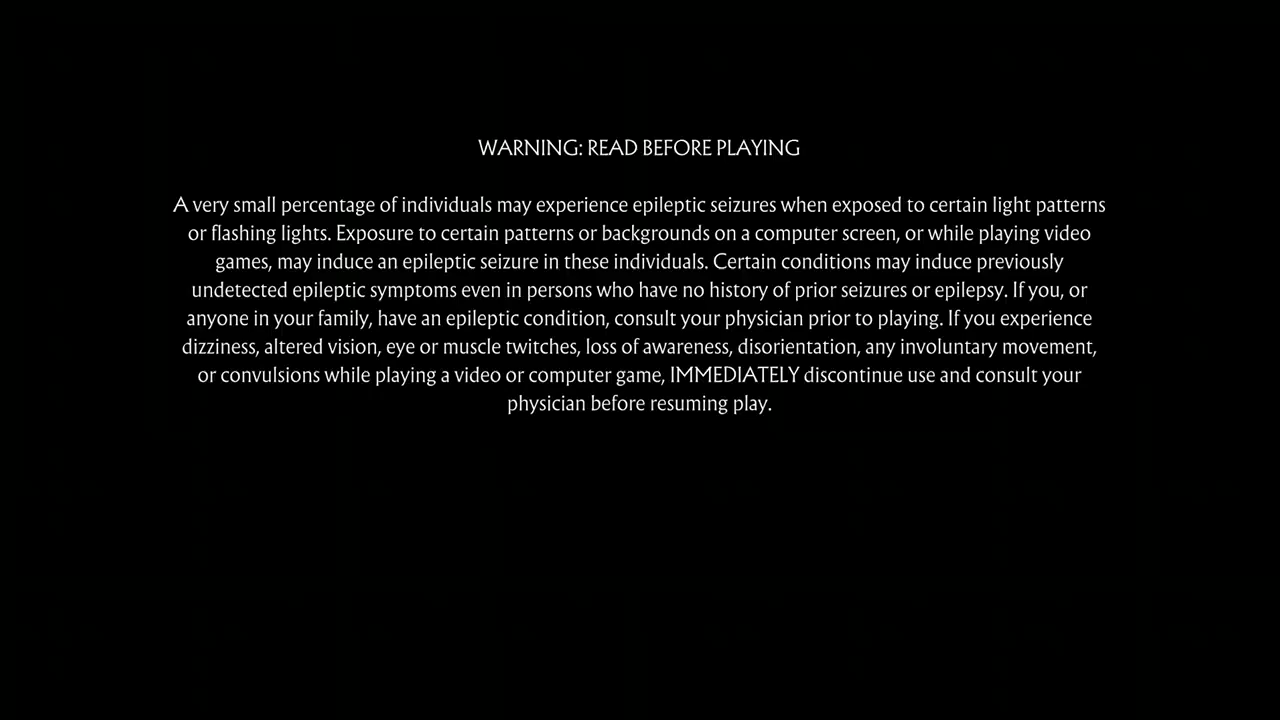 WARNING: READ BEFORE PLAYING
A very small percentage of individuals may experience epileptic seizures when exposed to certain light patterns
or flashing lights. Exposure to certain patterns or backgrounds on a computer screen, or while playing video
games, may induce an epileptic seizure in these individuals. Certain conditions may induce previously
undetected epileptic symptoms even in persons who have no history of prior seizures or epilepsy. If you, or
anyone in your family, have an epileptic condition, consult your physician prior to playing. If you experience
dizziness, altered vision, eye or muscle twitches, loss of awareness, disorientation, any involuntary movement,
or convulsions while playing a video or computer game, IMMEDIATELY discontinue use and consult your
physician before resuming play.